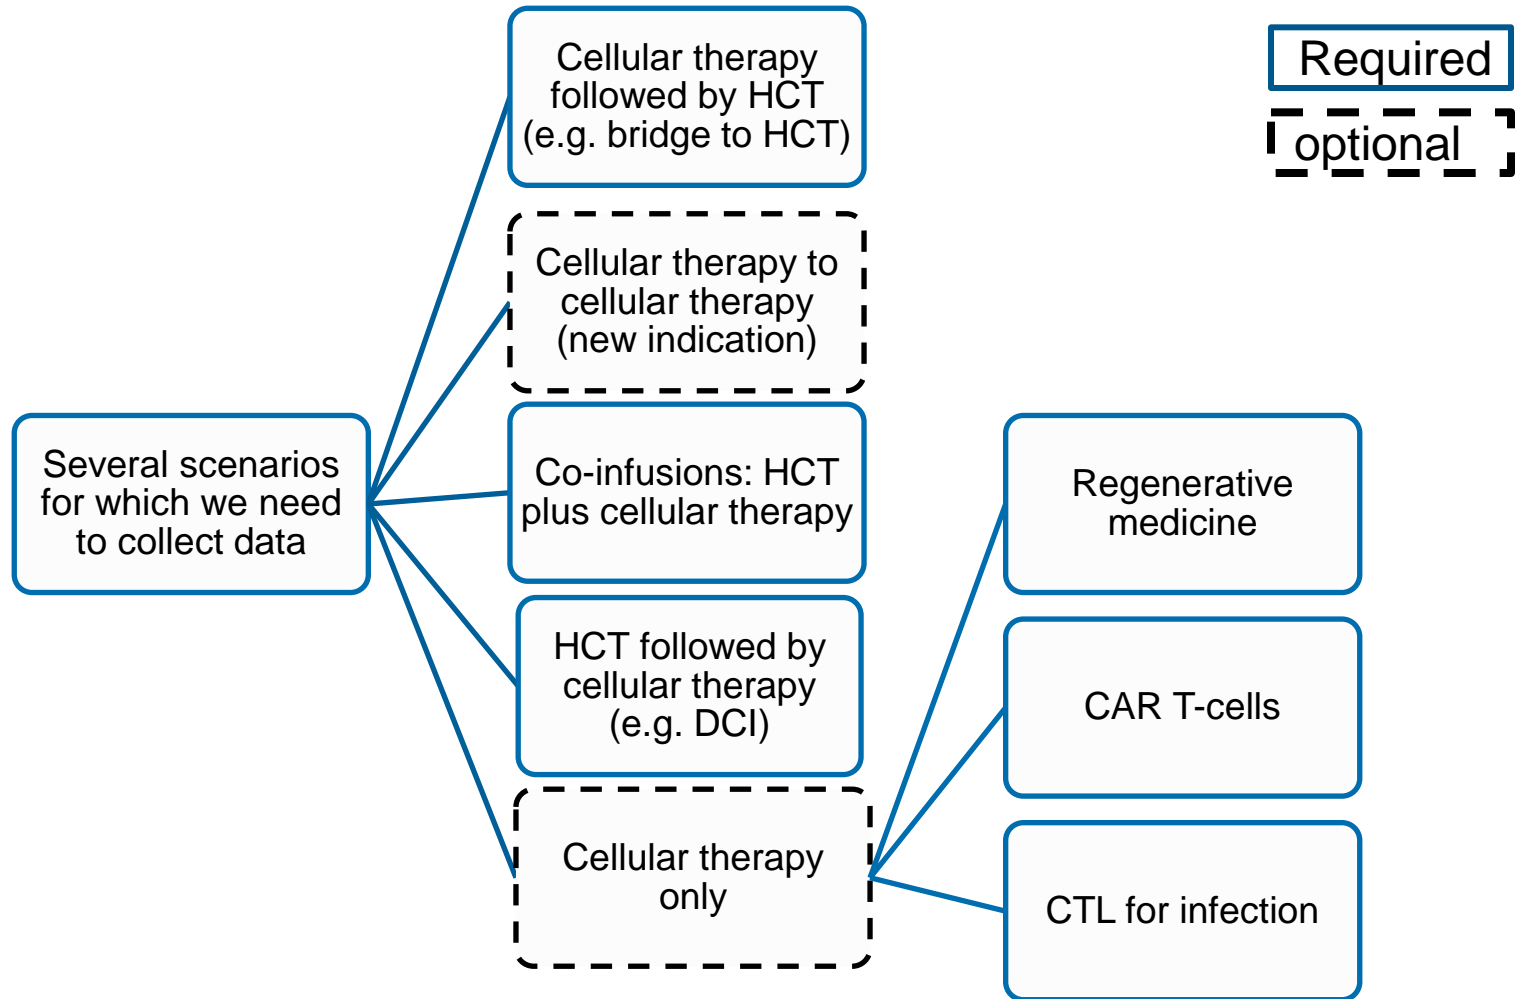 Cellular therapy
followed by HCT
(e.g. bridge to HCT)
Required
optional
Cellular therapy to
cellular therapy
(new indication)
Several scenarios
for which we need
to collect data
Co-infusions: HCT
plus cellular therapy
Regenerative
medicine
HCT followed by
cellular therapy
(e.g. DCI)
CAR T-cells
Cellular therapy
only
CTL for infection